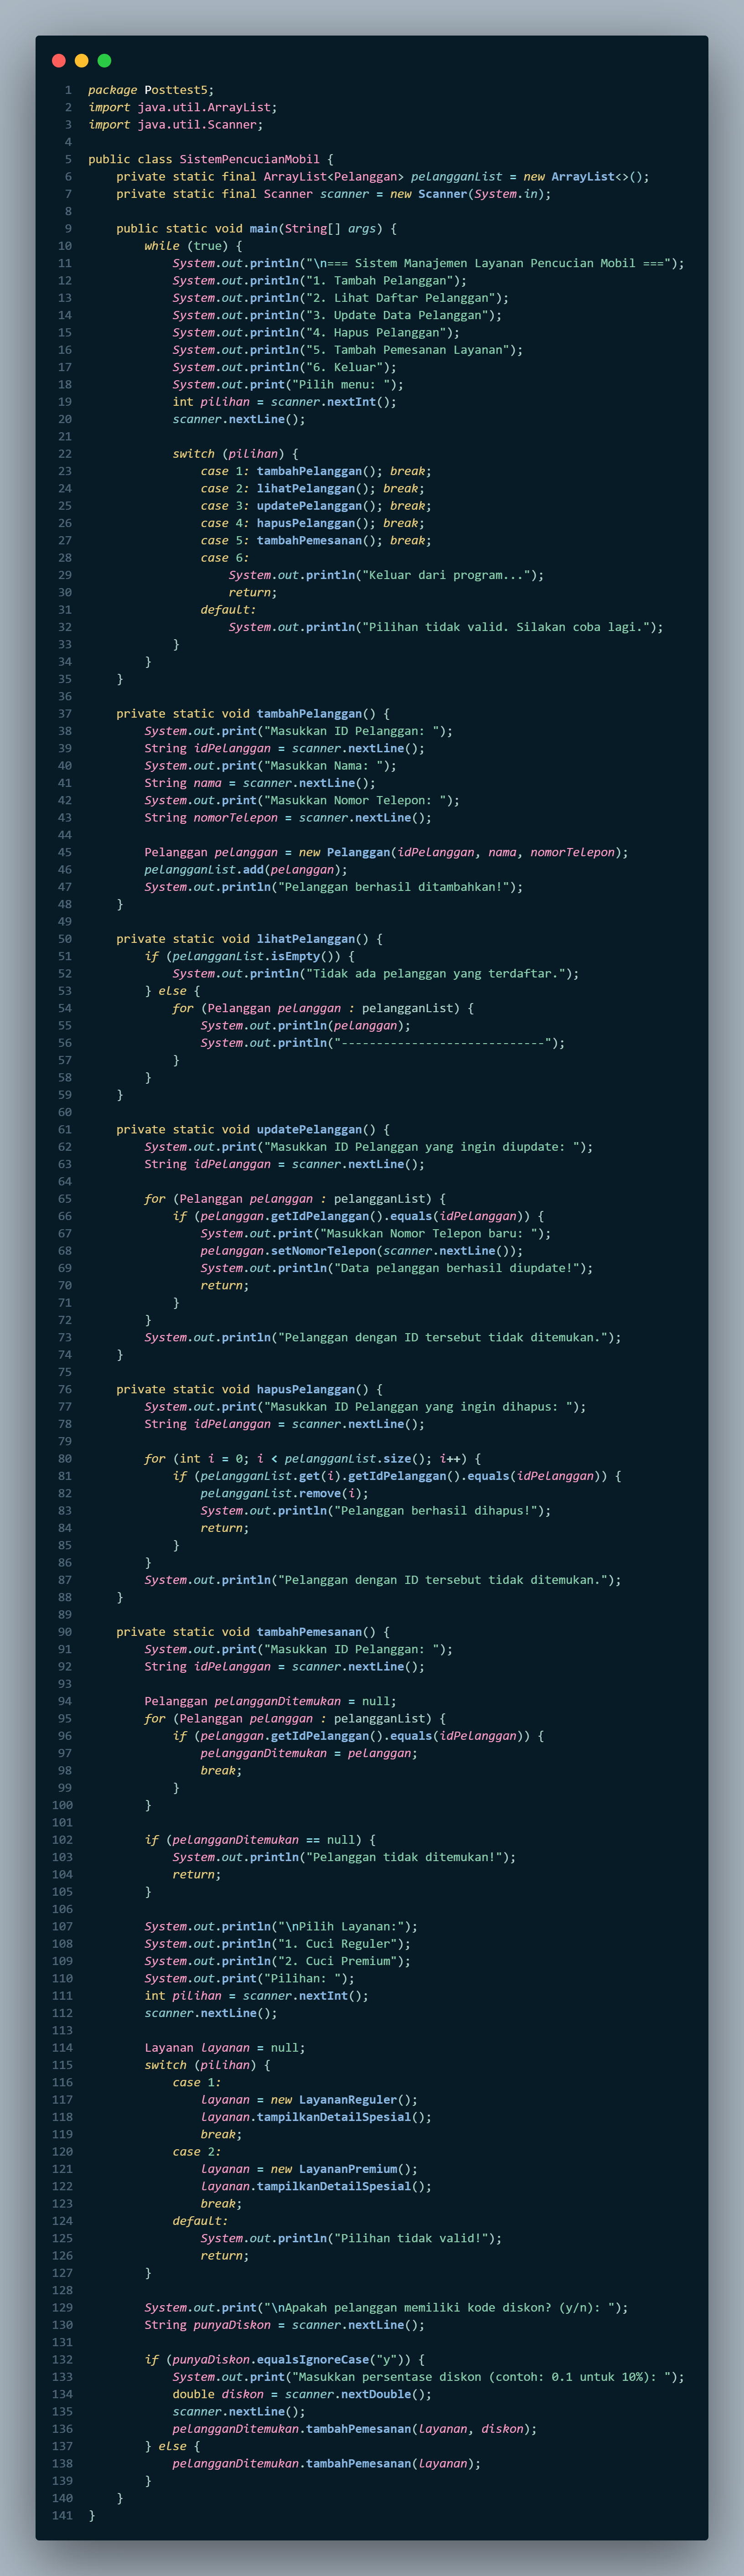 1 package Posttest5;
2 import java.util.ArrayList;
3 import java.util.Scanner;
4
5 public class SistemPencucianMobil {
6     private static final ArrayList<Pelanggan> pelangganList = new ArrayList<>();
7     private static final Scanner scanner = new Scanner(System.in);
8
9     public static void main(String[] args) {
10         while (true) {
11             System.out.println("\n=== Sistem Manajemen Layanan Pencucian Mobil ===");
12             System.out.println("1. Tambah Pelanggan");
13             System.out.println("2. Lihat Daftar Pelanggan");
14             System.out.println("3. Update Data Pelanggan");
15             System.out.println("4. Hapus Pelanggan");
16             System.out.println("5. Tambah Pemesanan Layanan");
17             System.out.println("6. Keluar");
18             System.out.print("Pilih menu: ");
19             int pilihan = scanner.nextInt();
20             scanner.nextLine();
21
22             switch (pilihan) {
23                 case 1: tambahPelanggan(); break;
24                 case 2: lihatPelanggan(); break;
25                 case 3: updatePelanggan(); break;
26                 case 4: hapusPelanggan(); break;
27                 case 5: tambahPemesanan(); break;
28                 case 6:
29                     System.out.println("Keluar dari program...");
30                     return;
31                 default:
32                     System.out.println("Pilihan tidak valid. Silakan coba lagi.");
33             }
34         }
35     }
36
37     private static void tambahPelanggan() {
38         System.out.print("Masukkan ID Pelanggan: ");
39         String idPelanggan = scanner.nextLine();
40         System.out.print("Masukkan Nama: ");
41         String nama = scanner.nextLine();
42         System.out.print("Masukkan Nomor Telepon: ");
43         String nomorTelepon = scanner.nextLine();
44
45         Pelanggan pelanggan = new Pelanggan(idPelanggan, nama, nomorTelepon);
46         pelangganList.add(pelanggan);
47         System.out.println("Pelanggan berhasil ditambahkan!");
48     }
49
50     private static void lihatPelanggan() {
51         if (pelangganList.isEmpty()) {
52             System.out.println("Tidak ada pelanggan yang terdaftar.");
53         } else {
54             for (Pelanggan pelanggan : pelangganList) {
55                 System.out.println(pelanggan);
56                 System.out.println("-----------------------------");
57             }
58         }
59     }
60
61     private static void updatePelanggan() {
62         System.out.print("Masukkan ID Pelanggan yang ingin diupdate: ");
63         String idPelanggan = scanner.nextLine();
64
65         for (Pelanggan pelanggan : pelangganList) {
66             if (pelanggan.getIdPelanggan().equals(idPelanggan)) {
67                 System.out.print("Masukkan Nomor Telepon baru: ");
68                 pelanggan.setNomorTelepon(scanner.nextLine());
69                 System.out.println("Data pelanggan berhasil diupdate!");
70                 return;
71             }
72         }
73         System.out.println("Pelanggan dengan ID tersebut tidak ditemukan.");
74     }
75
76     private static void hapusPelanggan() {
77         System.out.print("Masukkan ID Pelanggan yang ingin dihapus: ");
78         String idPelanggan = scanner.nextLine();
79
80         for (int i = 0; i < pelangganList.size(); i++) {
81             if (pelangganList.get(i).getIdPelanggan().equals(idPelanggan)) {
82                 pelangganList.remove(i);
83                 System.out.println("Pelanggan berhasil dihapus!");
84                 return;
85             }
86         }
87         System.out.println("Pelanggan dengan ID tersebut tidak ditemukan.");
88     }
89
90     private static void tambahPemesanan() {
91         System.out.print("Masukkan ID Pelanggan: ");
92         String idPelanggan = scanner.nextLine();
93
94         Pelanggan pelangganDitemukan = null;
95         for (Pelanggan pelanggan : pelangganList) {
96             if (pelanggan.getIdPelanggan().equals(idPelanggan)) {
97                 pelangganDitemukan = pelanggan;
98                 break;
99             }
100         }
101
102         if (pelangganDitemukan == null) {
103             System.out.println("Pelanggan tidak ditemukan!");
104             return;
105         }
106
107         System.out.println("\nPilih Layanan:");
108         System.out.println("1. Cuci Reguler");
109         System.out.println("2. Cuci Premium");
110         System.out.print("Pilihan: ");
111         int pilihan = scanner.nextInt();
112         scanner.nextLine();
113
114         Layanan layanan = null;
115         switch (pilihan) {
116             case 1:
117                 layanan = new LayananReguler();
118                 layanan.tampilkanDetailSpesial();
119                 break;
120             case 2:
121                 layanan = new LayananPremium();
122                 layanan.tampilkanDetailSpesial();
123                 break;
124             default:
125                 System.out.println("Pilihan tidak valid!");
126                 return;
127         }
128
129         System.out.print("\nApakah pelanggan memiliki kode diskon? (y/n): ");
130         String punyaDiskon = scanner.nextLine();
131
132         if (punyaDiskon.equalsIgnoreCase("y")) {
133             System.out.print("Masukkan persentase diskon (contoh: 0.1 untuk 10%): ");
134             double diskon = scanner.nextDouble();
135             scanner.nextLine();
136             pelangganDitemukan.tambahPemesanan(layanan, diskon);
137         } else {
138             pelangganDitemukan.tambahPemesanan(layanan);
139         }
140     }
141 }